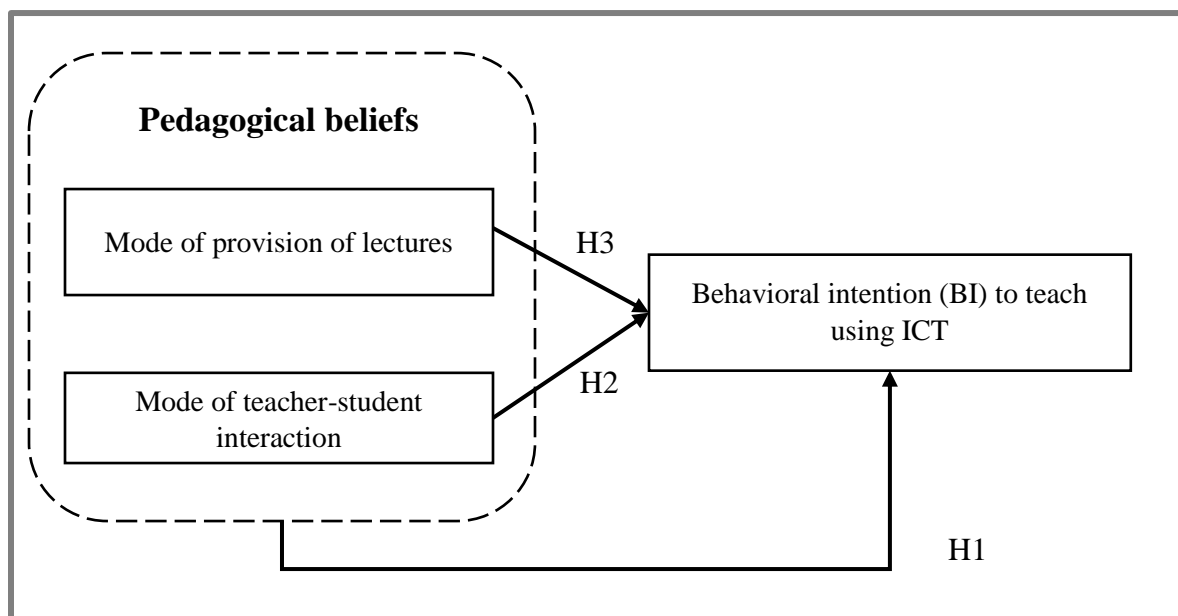 Pedagogical beliefs
Mode of provision of lectures
H3
Behavioral intention (BI) to teach
using ICT
H2
Mode of teacher-student
interaction
H1